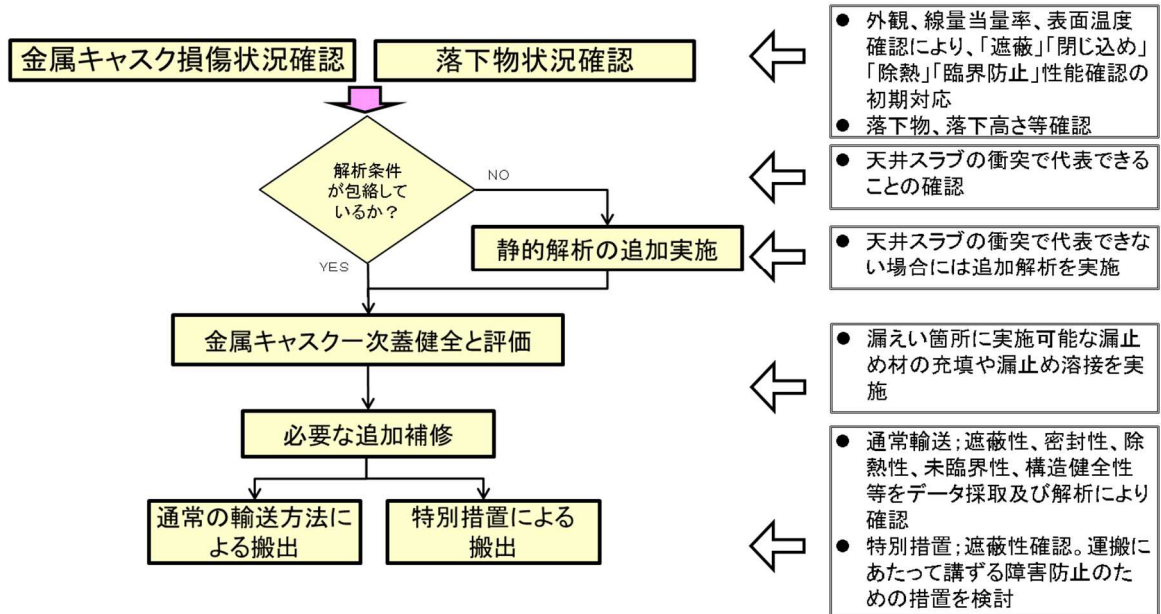 金属キャスク損傷状況確認
落下物状況確認
解析条件
が包絡して
いるか？
NO
YES
静的解析の追加実施
金属キャスク一次蓋健全と評価
必要な追加補修
通常の輸送方法に
よる搬出
特別措置による
搬出
● 外観、線量当量率、表面温度
確認により、「遮蔽」「閉じ込め」
「除熱」「臨界防止」性能確認の
初期対応
● 落下物、落下高さ等確認
● 天井スラブの衝突で代表できる
ことの確認
● 天井スラブの衝突で代表できな
い場合には追加解析を実施
● 漏えい箇所に実施可能な漏止
め材の充填や漏止め溶接を実
施
● 通常輸送；遮蔽性、密封性、除
熱性、未臨界性、構造健全性
等をデータ採取及び解析により
確認
● 特別措置；遮蔽性確認。運搬に
あたって講ずる障害防止のた
めの措置を検討